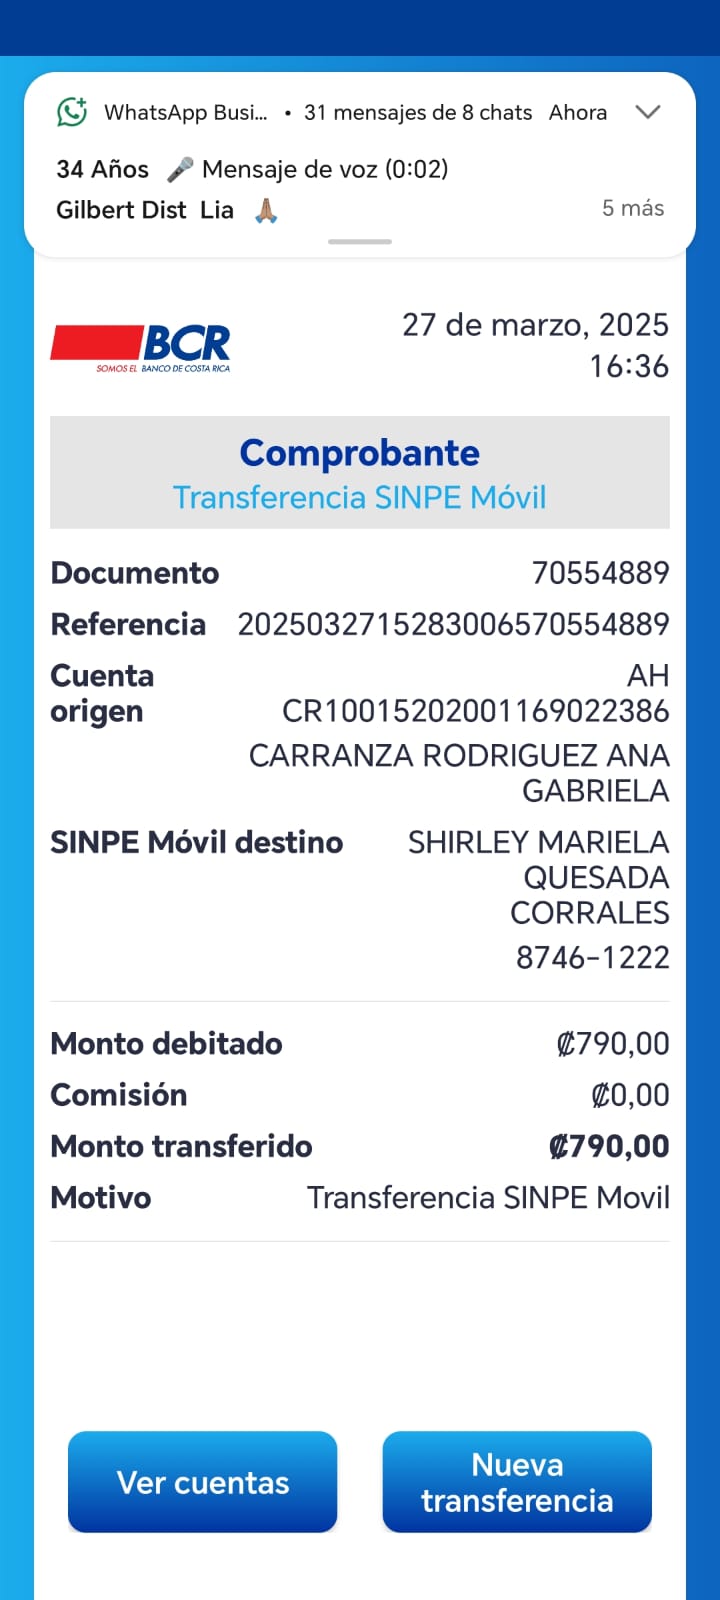 WhatsApp Busi... • 31 mensajes de 8 chats Ahora
34 Años 🎤 Mensaje de voz (0:02)
Gilbert Dist Lia 🙏🏽 5 más
BCR
SOMOS EL BANCO DE COSTA RICA
27 de marzo, 2025
16:36
Comprobante
Transferencia SINPE Móvil
Documento 70554889
Referencia 2025032715283006570554889
Cuenta origen AH
CR10015202001169022386
CARRANZA RODRIGUEZ ANA
GABRIELA
SINPE Móvil destino SHIRLEY MARIELA
QUESADA
CORRALES
8746-1222
Monto debitado ₡790,00
Comisión ₡0,00
Monto transferido ₡790,00
Motivo Transferencia SINPE Movil
Ver cuentas
Nueva
transferencia